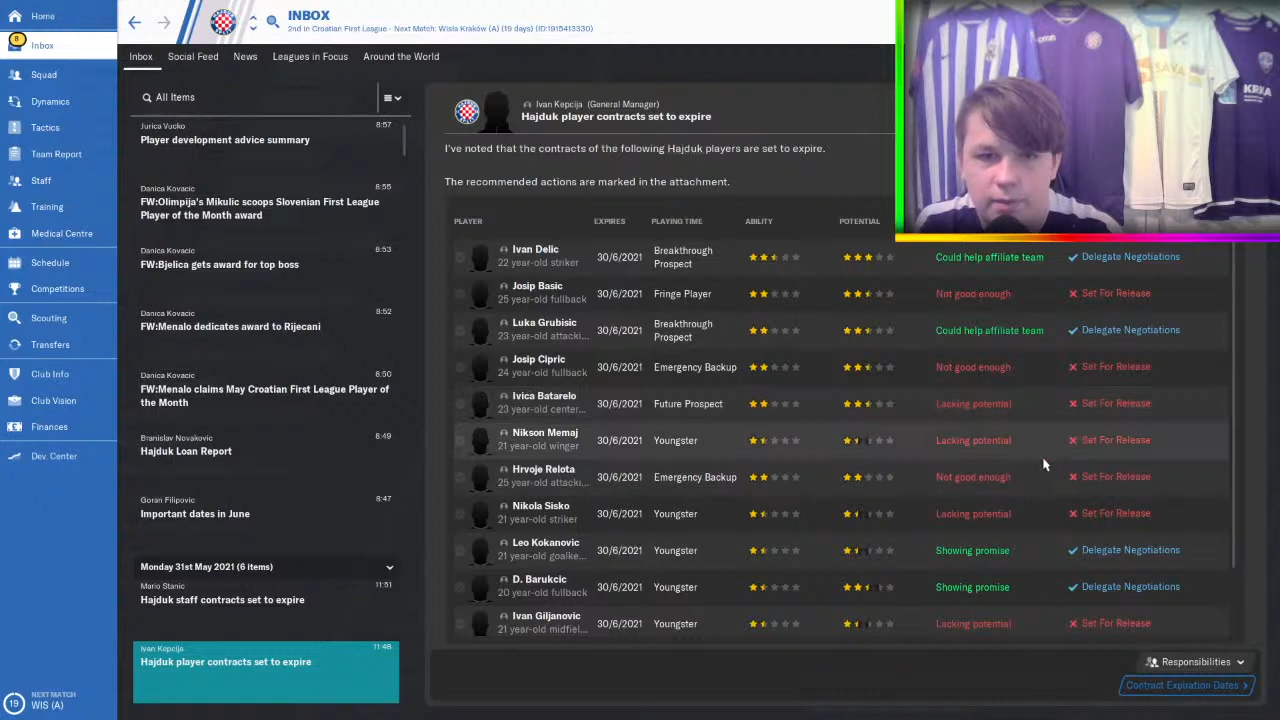 Home
8
Inbox
Squad
Dynamics
Tactics
Team Report
Staff
Training
Medical Centre
Schedule
Competitions
Scouting
Transfers
Club Info
Club Vision
Finances
Dev. Center
19
NEXT MATCH
WIS (A)
INBOX
2nd in Croatian First League - Next Match: Wisła Kraków (A) (19 days) (ID:1915413330)
Inbox
Social Feed
News
Leagues in Focus
Around the World
All Items
Jurica Vucko
8:57
Player development advice summary
Danica Kovacic
8:55
FW:Olimpija's Mikulic scoops Slovenian First League
Player of the Month award
Danica Kovacic
8:53
FW:Bjelica gets award for top boss
Danica Kovacic
8:52
FW:Menalo dedicates award to Rijecani
Danica Kovacic
8:50
FW:Menalo claims May Croatian First League Player of
the Month
Branislav Novakovic
8:49
Hajduk Loan Report
Goran Filipovic
8:47
Important dates in June
Monday 31st May 2021 (6 items)
Mario Stanic
11:51
Hajduk staff contracts set to expire
Ivan Kepcija
11:48
Hajduk player contracts set to expire
Ivan Kepcija (General Manager)
Hajduk player contracts set to expire
I've noted that the contracts of the following Hajduk players are set to expire.
The recommended actions are marked in the attachment.
PLAYER EXPIRES PLAYING TIME ABILITY POTENTIAL
Ivan Delic
22 year-old striker
30/6/2021
Breakthrough
Prospect
Could help affiliate team
Delegate Negotiations
Josip Basic
25 year-old fullback
30/6/2021
Fringe Player
Not good enough
Set For Release
Luka Grubisic
23 year-old attacki...
30/6/2021
Breakthrough
Prospect
Could help affiliate team
Delegate Negotiations
Josip Cipric
24 year-old fullback
30/6/2021
Emergency Backup
Not good enough
Set For Release
Ivica Batarelo
23 year-old center...
30/6/2021
Future Prospect
Lacking potential
Set For Release
Nikson Memaj
21 year-old winger
30/6/2021
Youngster
Lacking potential
Set For Release
Hrvoje Relota
25 year-old attacki...
30/6/2021
Emergency Backup
Not good enough
Set For Release
Nikola Sisko
21 year-old striker
30/6/2021
Youngster
Lacking potential
Set For Release
Leo Kokanovic
21 year-old goalke...
30/6/2021
Youngster
Showing promise
Delegate Negotiations
D. Barukcic
20 year-old fullback
30/6/2021
Youngster
Showing promise
Delegate Negotiations
Ivan Giljanovic
21 year-old midfiel...
30/6/2021
Youngster
Lacking potential
Set For Release
Responsibilities
Contract Expiration Dates
KRKA